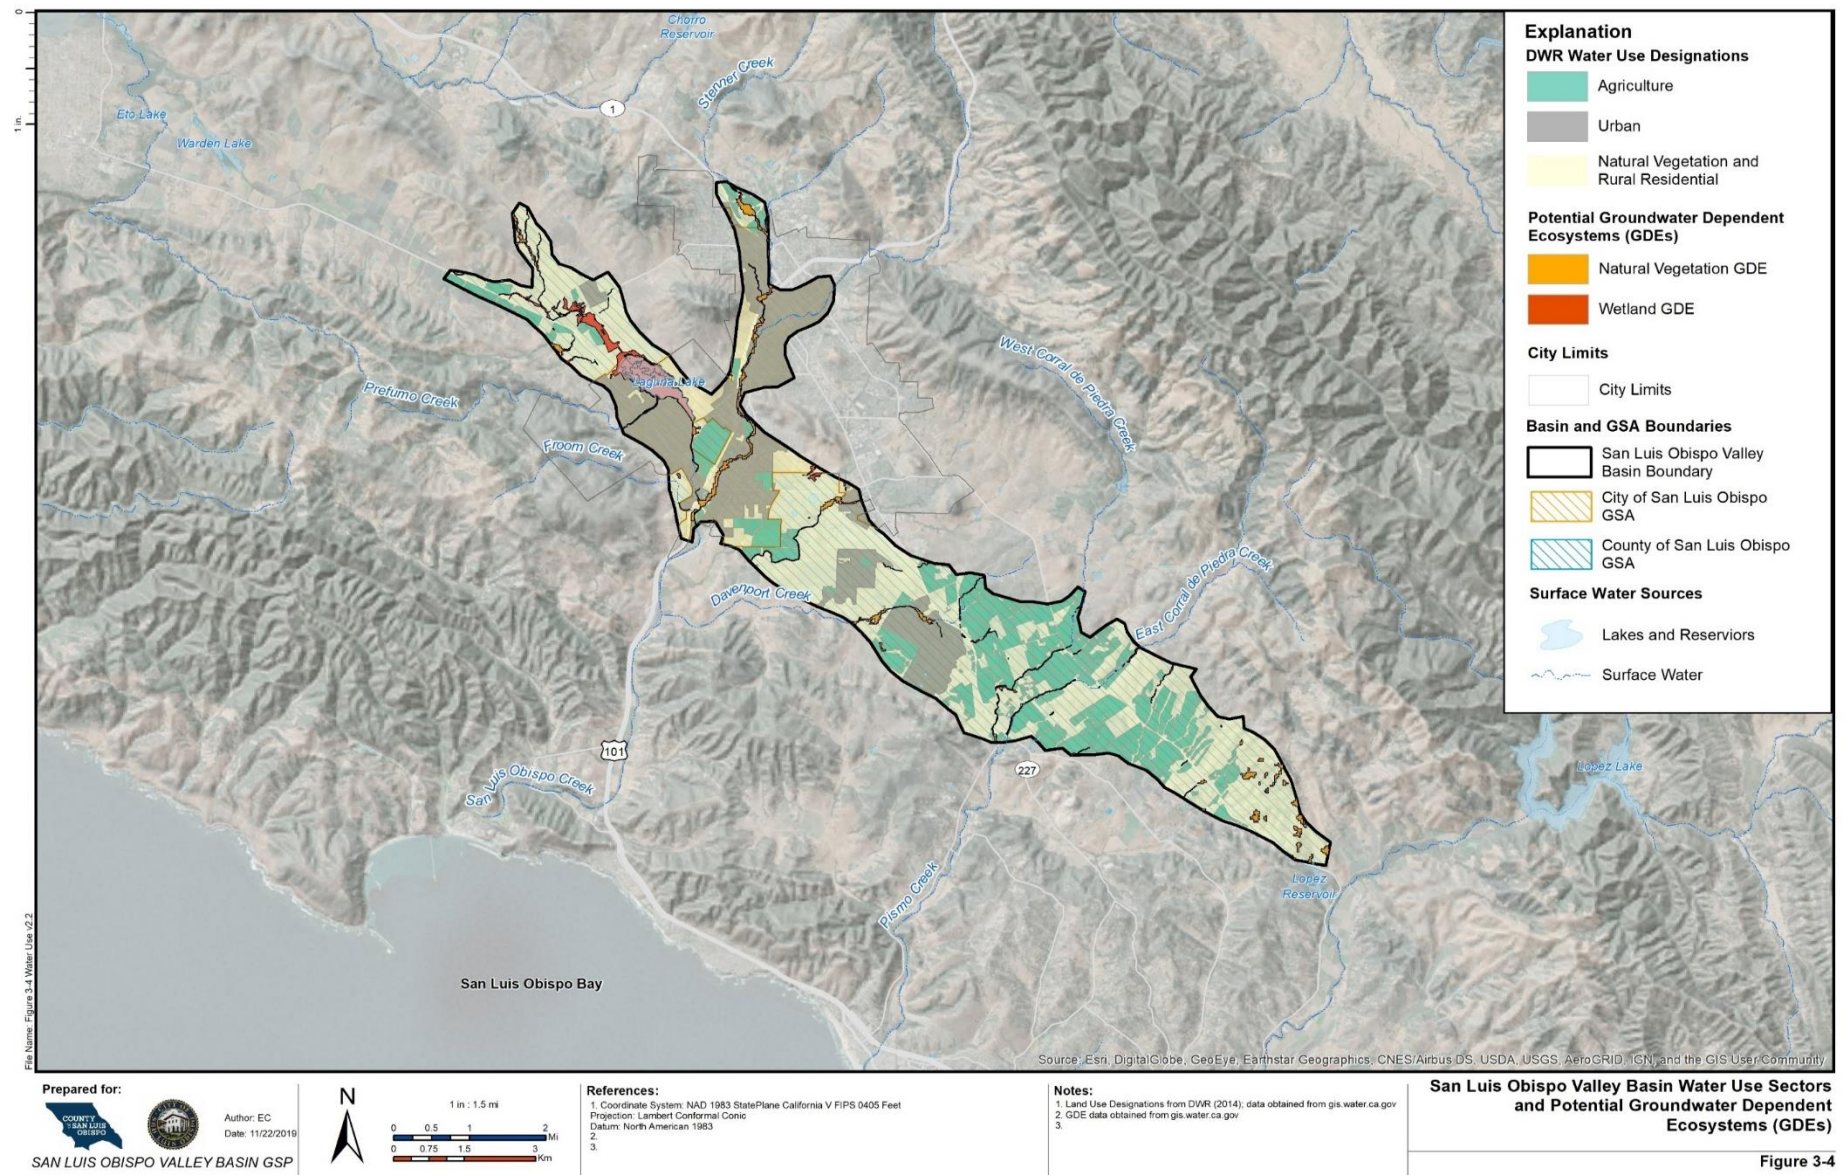 0
1 in.
Chorro
Reservoir
Stenner Creek
1
Eto Lake
Warden Lake
Prefumo Creek
Laguna Lake
Froom Creek
West Corral de Piedra Creek
East Corral de Piedra Creek
Davenport Creek
101
227
San Luis Obispo Creek
Pismo Creek
Lopez Lake
Lopez
Reservoir
San Luis Obispo Bay
Source: Esri, DigitalGlobe, GeoEye, Earthstar Geographics, CNES/Airbus DS, USDA, USGS, AeroGRID, IGN, and the GIS User Community
Explanation
DWR Water Use Designations
Agriculture
Urban
Natural Vegetation and
Rural Residential
Potential Groundwater Dependent
Ecosystems (GDEs)
Natural Vegetation GDE
Wetland GDE
City Limits
City Limits
Basin and GSA Boundaries
San Luis Obispo Valley
Basin Boundary
City of San Luis Obispo
GSA
County of San Luis Obispo
GSA
Surface Water Sources
Lakes and Reserviors
Surface Water
File Name: Figure 3-4 Water Use v2.2
Prepared for:
COUNTY
OF SAN LUIS
OBISPO
Author: EC
Date: 11/22/2019
SAN LUIS OBISPO VALLEY BASIN GSP
N
1 in : 1.5 mi
0 0.5 1 2
Mi
0 0.75 1.5 3
Km
References:
1. Coordinate System: NAD 1983 StatePlane California V FIPS 0405 Feet
Projection: Lambert Conformal Conic
Datum: North American 1983
2.
3.
Notes:
1. Land Use Designations from DWR (2014); data obtained from gis.water.ca.gov
2. GDE data obtained from gis.water.ca.gov
3.
San Luis Obispo Valley Basin Water Use Sectors
and Potential Groundwater Dependent
Ecosystems (GDEs)
Figure 3-4